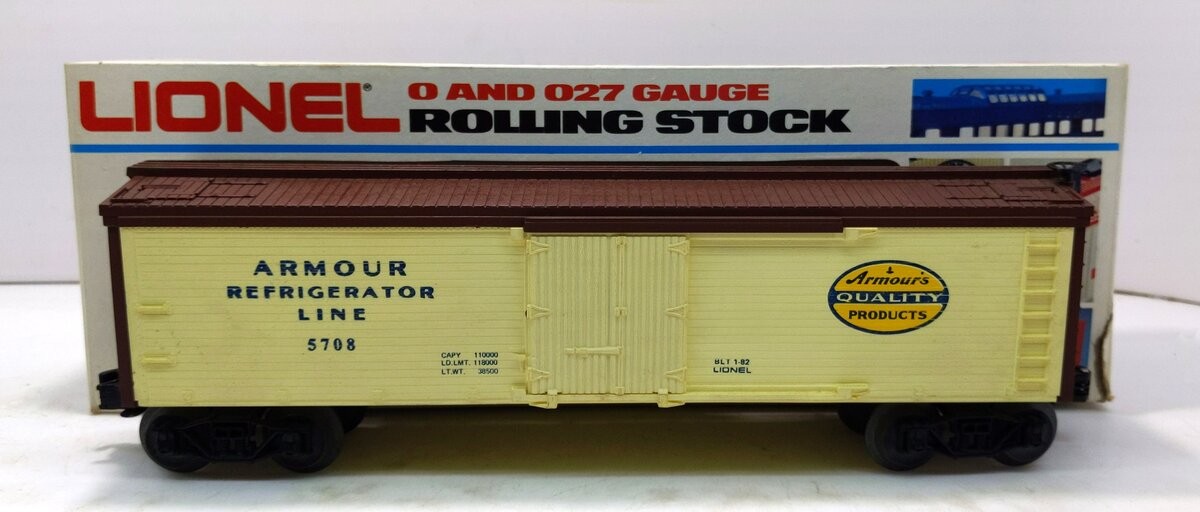 LIONEL®
O AND O27 GAUGE
ROLLING STOCK
ARMOUR
REFRIGERATOR
LINE
5708
CAPY 110000
LD.LMT. 118000
LT.WT. 38500
BLT 1-82
LIONEL
Armour's
QUALITY
PRODUCTS